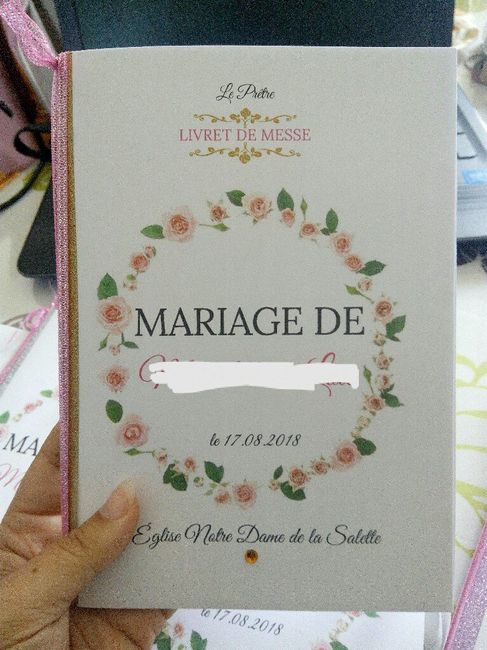 Le Prêtre
LIVRET DE MESSE
MARIAGE DE
le 17.08.2018
Église Notre Dame de la Salette
le 17.08.2018